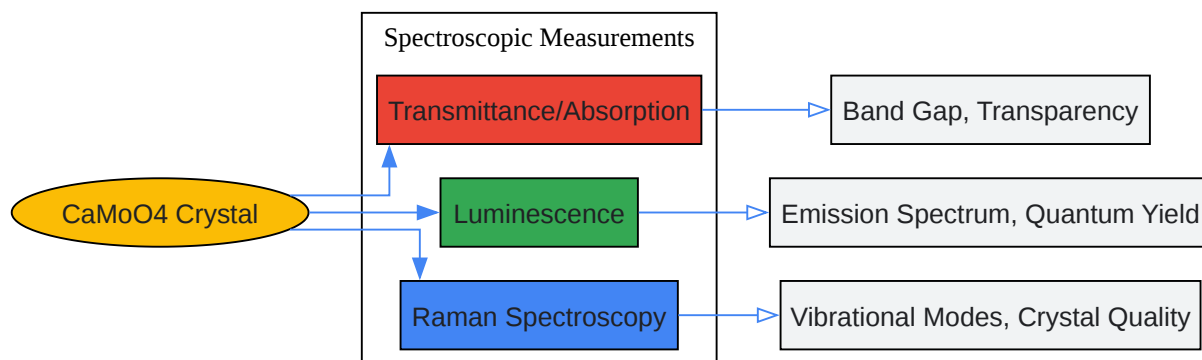 Spectroscopic Measurements
Transmittance/Absorption
Band Gap, Transparency
CaMoO4 Crystal
Luminescence
Emission Spectrum, Quantum Yield
Raman Spectroscopy
Vibrational Modes, Crystal Quality